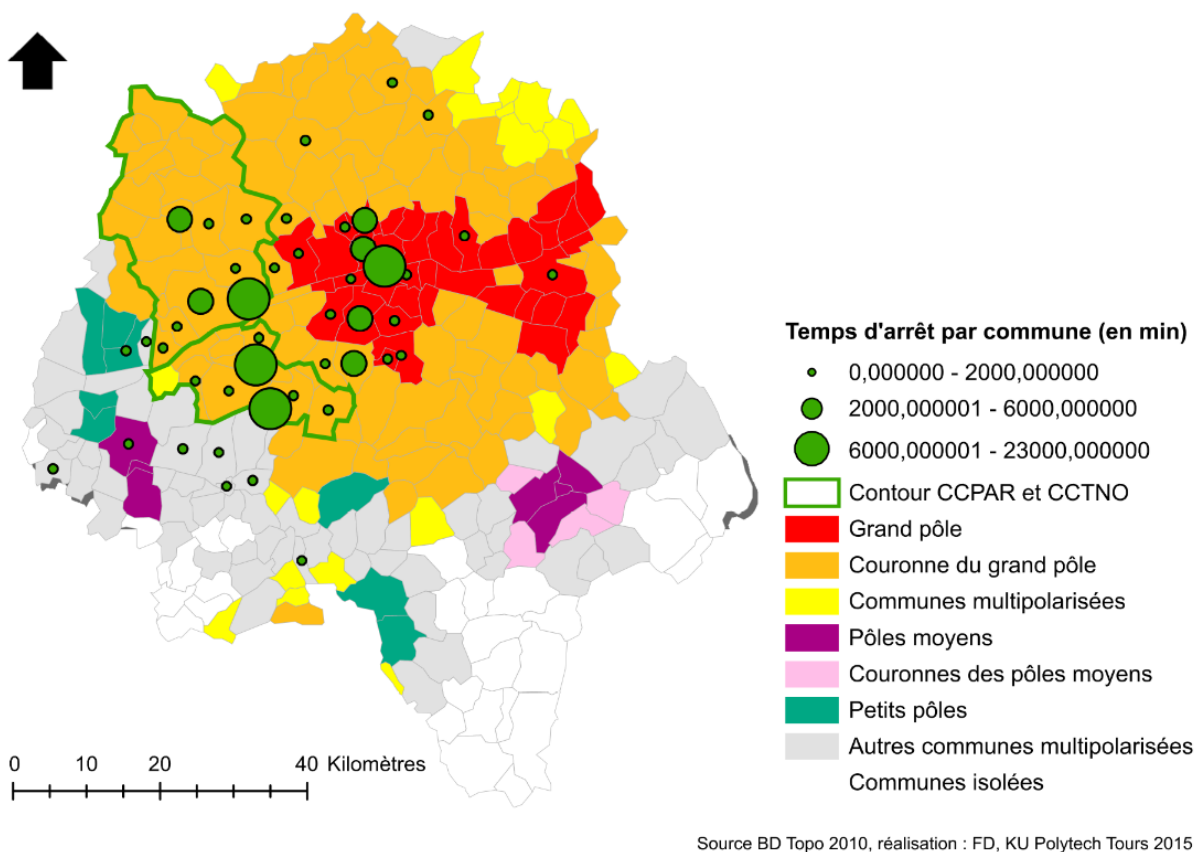 Temps d'arrêt par commune (en min)
0,000000 - 2000,000000
2000,000001 - 6000,000000
6000,000001 - 23000,000000
Contour CCPAR et CCTNO
Grand pôle
Couronne du grand pôle
Communes multipolarisées
Pôles moyens
Couronnes des pôles moyens
Petits pôles
Autres communes multipolarisées
Communes isolées
0 10 20 40 Kilomètres
Source BD Topo 2010, réalisation : FD, KU Polytech Tours 2015